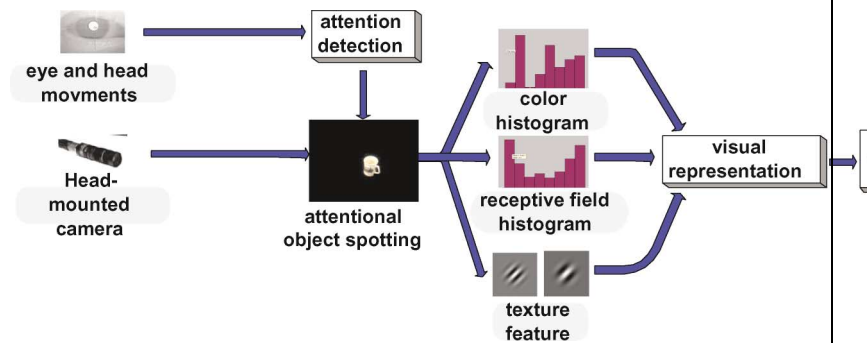 attention
detection
eye and head
movments
color
histogram
visual
representation
Head-
mounted
camera
attentional
object spotting
receptive field
histogram
texture
feature